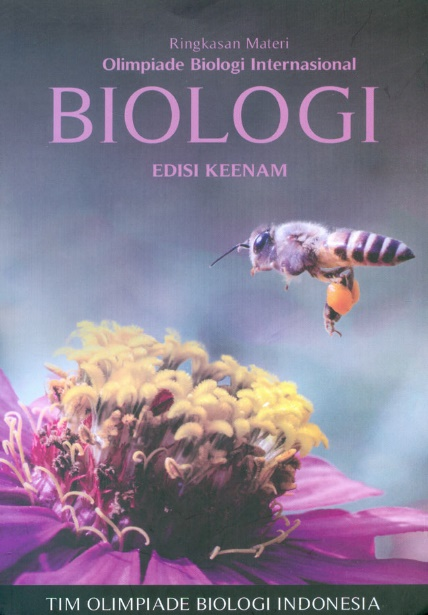 Ringkasan Materi
Olimpiade Biologi Internasional
BIOLOGI
EDISI KEENAM
TIM OLIMPIADE BIOLOGI INDONESIA